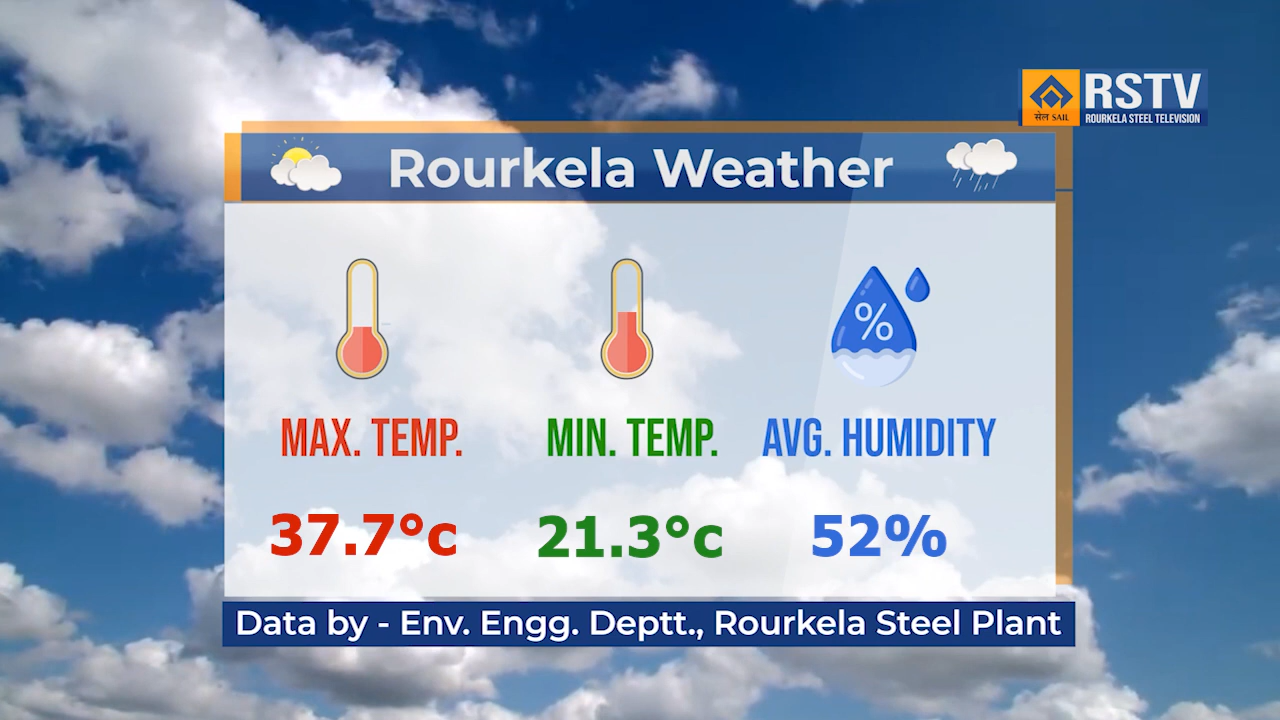 सेल SAIL
RSTV
ROURKELA STEEL TELEVISION
Rourkela Weather
%
MAX. TEMP.
MIN. TEMP.
AVG. HUMIDITY
37.7°c
21.3°c
52%
Data by - Env. Engg. Deptt., Rourkela Steel Plant